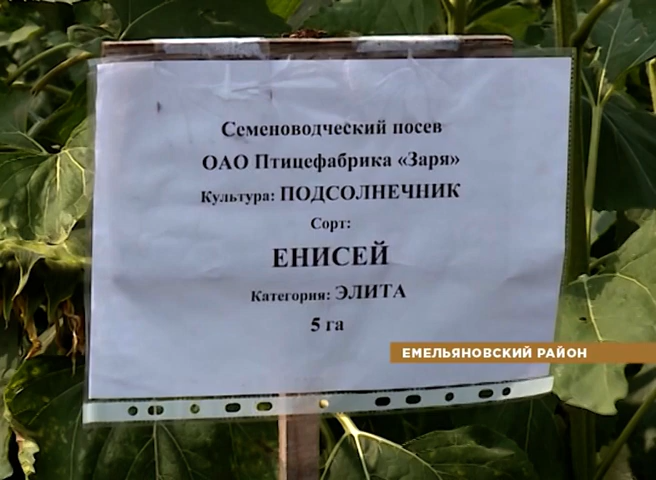 Семеноводческий посев
ОАО Птицефабрика «Заря»
Культура: ПОДСОЛНЕЧНИК
Сорт:
ЕНИСЕЙ
Категория: ЭЛИТА
5 га
ЕМЕЛЬЯНОВСКИЙ РАЙОН